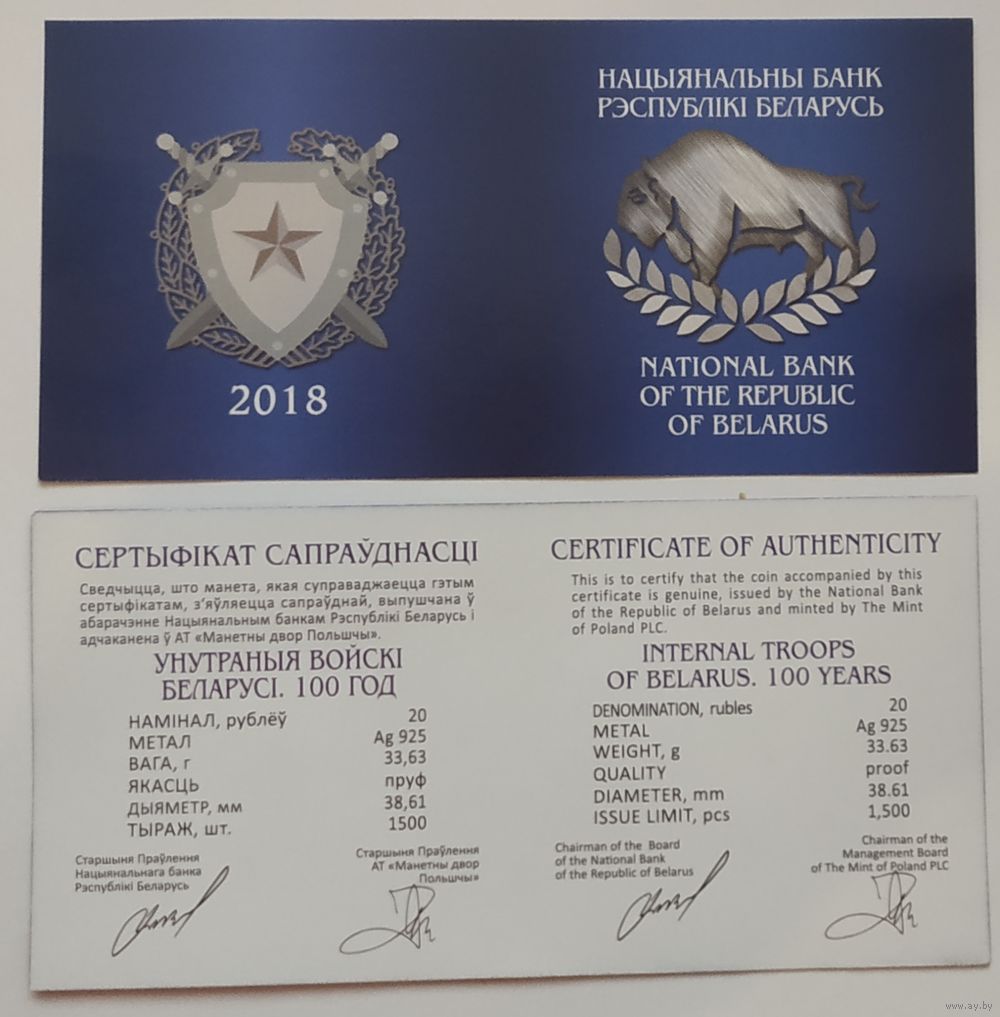 НАЦЫЯНАЛЬНЫ БАНК
РЭСПУБЛІКІ БЕЛАРУСЬ
2018
NATIONAL BANK
OF THE REPUBLIC
OF BELARUS
СЕРТЫФІКАТ САПРАЎДНАСЦІ
Сведчыцца, што манета, якая суправаджаецца гэтым
сертыфікатам, з’яўляецца сапраўднай, выпушчана ў
абарачэнне Нацыянальным банкам Рэспублікі Беларусь і
адчаканена ў АТ «Манетны двор Польшчы».
УНУТРАНЫЯ ВОЙСКІ
БЕЛАРУСІ. 100 ГОД
НАМІНАЛ, рублёў 20
МЕТАЛ Ag 925
ВАГА, г 33,63
ЯКАСЦЬ пруф
ДЫЯМЕТР, мм 38,61
ТЫРАЖ, шт. 1500
Старшыня Праўлення
Нацыянальнага банка
Рэспублікі Беларусь
Старшыня Праўлення
АТ «Манетны двор
Польшчы»
CERTIFICATE OF AUTHENTICITY
This is to certify that the coin accompanied by this
certificate is genuine, issued by the National Bank
of the Republic of Belarus and minted by The Mint
of Poland PLC.
INTERNAL TROOPS
OF BELARUS. 100 YEARS
DENOMINATION, rubles 20
METAL Ag 925
WEIGHT, g 33.63
QUALITY proof
DIAMETER, mm 38.61
ISSUE LIMIT, pcs 1,500
Chairman of the Board
of the National Bank
of the Republic of Belarus
Chairman of the
Management Board
of The Mint of Poland PLC
www.ay.by